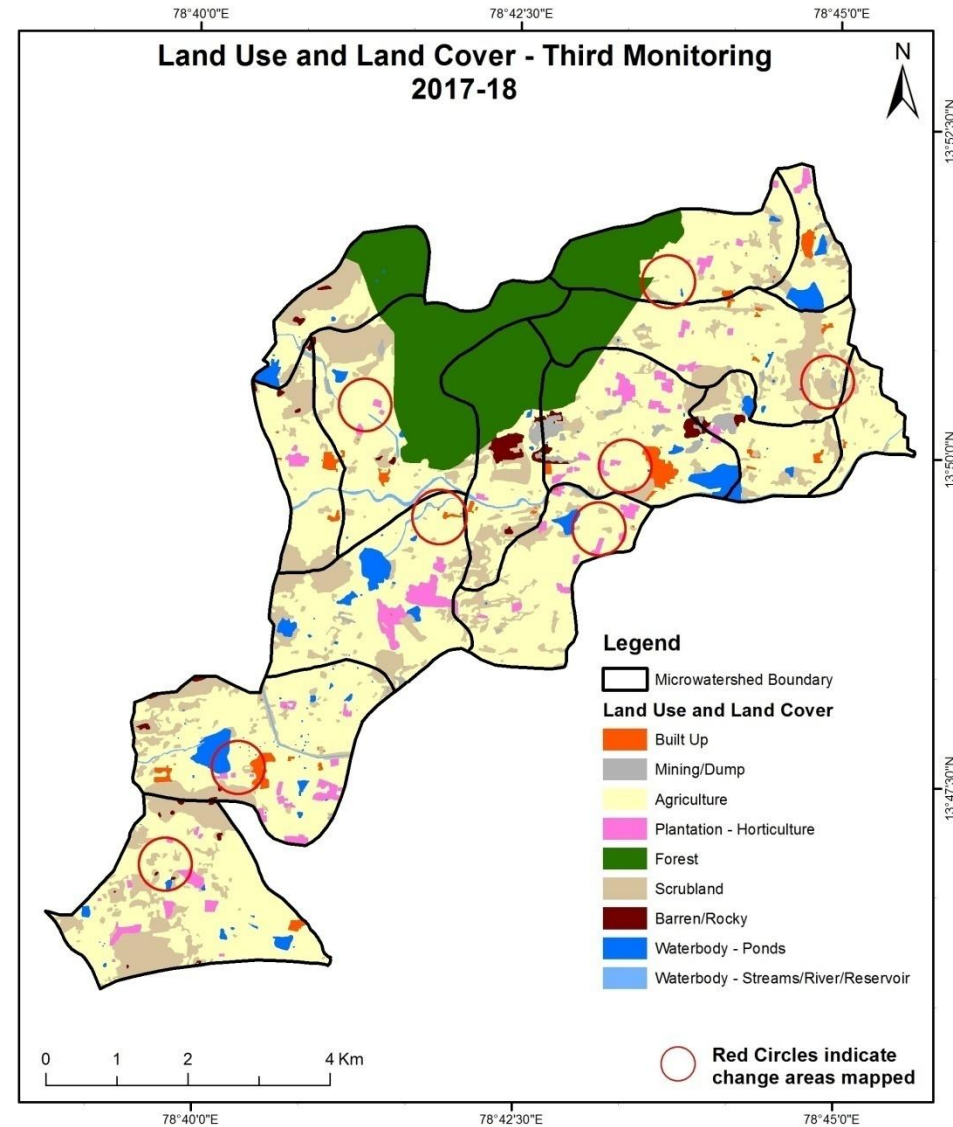 78°40'0"E
78°42'30"E
78°45'0"E
Land Use and Land Cover - Third Monitoring
2017-18
N
13°52'30"N
13°50'0"N
13°47'30"N
Legend
Microwatershed Boundary
Land Use and Land Cover
Built Up
Mining/Dump
Agriculture
Plantation - Horticulture
Forest
Scrubland
Barren/Rocky
Waterbody - Ponds
Waterbody - Streams/River/Reservoir
0 1 2 4 Km
Red Circles indicate
change areas mapped
78°40'0"E
78°42'30"E
78°45'0"E